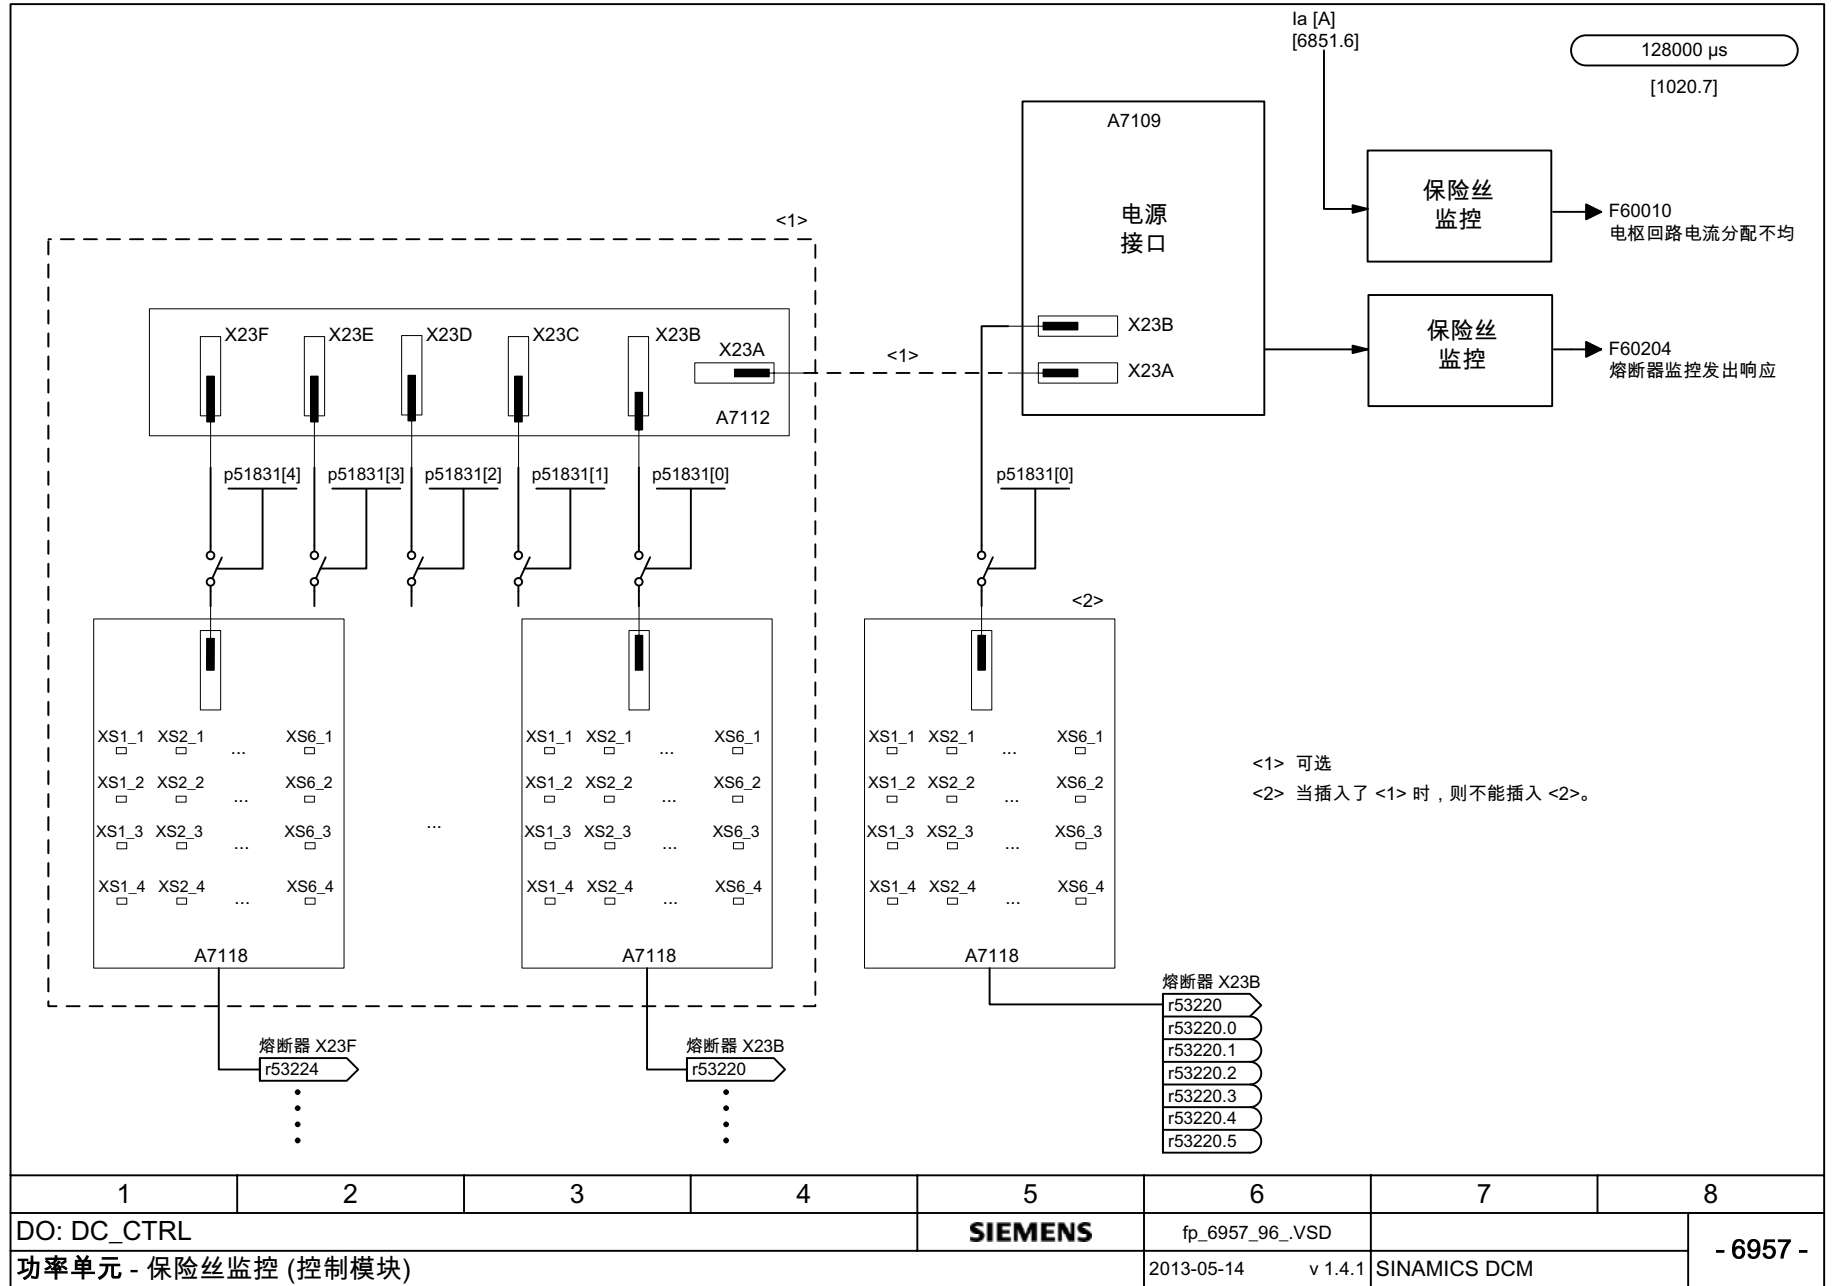 Ia [A]
[6851.6]
128000 µs
[1020.7]
A7109
电源
接口
保险丝
监控
F60010
电枢回路电流分配不均
<1>
X23F
X23E
X23D
X23C
X23B
X23A
A7112
<1>
X23B
X23A
保险丝
监控
F60204
熔断器监控发出响应
p51831[4]
p51831[3]
p51831[2]
p51831[1]
p51831[0]
p51831[0]
<2>
XS1_1 XS2_1 ... XS6_1
XS1_2 XS2_2 ... XS6_2
XS1_3 XS2_3 ... XS6_3
XS1_4 XS2_4 ... XS6_4
A7118
...
XS1_1 XS2_1 ... XS6_1
XS1_2 XS2_2 ... XS6_2
XS1_3 XS2_3 ... XS6_3
XS1_4 XS2_4 ... XS6_4
A7118
XS1_1 XS2_1 ... XS6_1
XS1_2 XS2_2 ... XS6_2
XS1_3 XS2_3 ... XS6_3
XS1_4 XS2_4 ... XS6_4
A7118
<1> 可选
<2> 当插入了 <1> 时，则不能插入 <2>。
熔断器 X23F
r53224
熔断器 X23B
r53220
熔断器 X23B
r53220
r53220.0
r53220.1
r53220.2
r53220.3
r53220.4
r53220.5
1 2 3 4 5 6 7 8
DO: DC_CTRL
SIEMENS
fp_6957_96_.VSD
- 6957 -
功率单元 - 保险丝监控 (控制模块)
2013-05-14 v 1.4.1
SINAMICS DCM